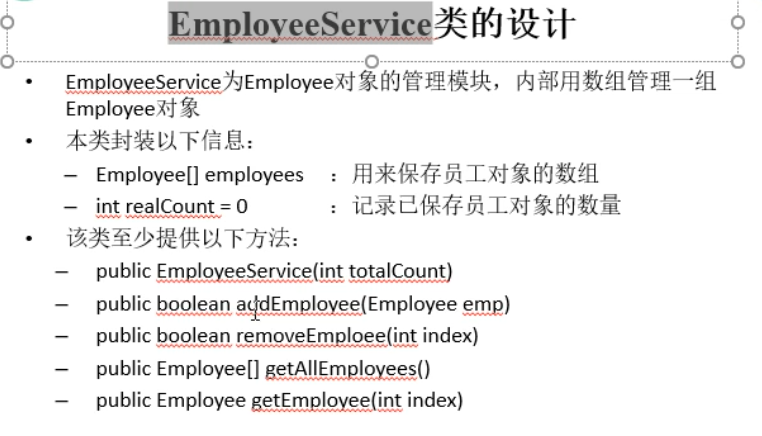 EmployeeService类的设计
• EmployeeService为Employee对象的管理模块，内部用数组管理一组
Employee对象
• 本类封装以下信息：
– Employee[] employees ：用来保存员工对象的数组
– int realCount = 0 ：记录已保存员工对象的数量
• 该类至少提供以下方法：
– public EmployeeService(int totalCount)
– public boolean addEmployee(Employee emp)
– public boolean removeEmploee(int index)
– public Employee[] getAllEmployees()
– public Employee getEmployee(int index)